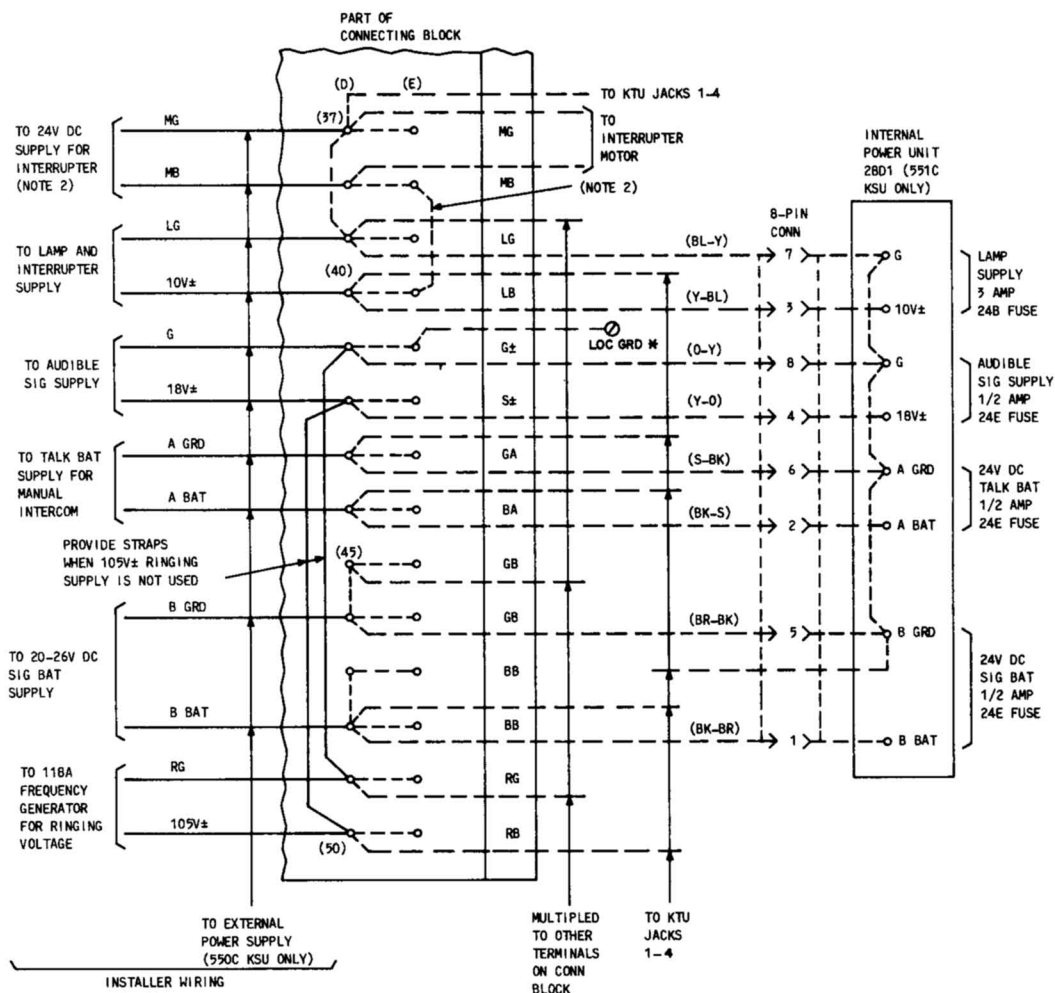 PART OF
CONNECTING BLOCK
(D)
(E)
TO KTU JACKS 1-4
TO 24V DC
SUPPLY FOR
INTERRUPTER
(NOTE 2)
MG
(37)
MG
TO
INTERRUPTER
MOTOR
MB
MB
(NOTE 2)
INTERNAL
POWER UNIT
28D1 (551C
KSU ONLY)
8-PIN
CONN
TO LAMP AND
INTERRUPTER
SUPPLY
LG
LG
(BL-Y)
7
G
10V±
(40)
LB
(Y-BL)
3
10V±
LAMP
SUPPLY
3 AMP
24B FUSE
TO AUDIBLE
SIG SUPPLY
G
G±
LOC GRD *
(O-Y)
8
G
18V±
S±
(Y-O)
4
18V±
AUDIBLE
SIG SUPPLY
1/2 AMP
24E FUSE
TO TALK BAT
SUPPLY FOR
MANUAL
INTERCOM
A GRD
GA
(S-BK)
6
A GRD
A BAT
BA
(BK-S)
2
A BAT
24V DC
TALK BAT
1/2 AMP
24E FUSE
PROVIDE STRAPS
WHEN 105V± RINGING
SUPPLY IS NOT USED
(45)
GB
TO 20-26V DC
SIG BAT
SUPPLY
B GRD
GB
(BR-BK)
5
B GRD
BB
B BAT
BB
(BK-BR)
1
B BAT
24V DC
SIG BAT
1/2 AMP
24E FUSE
TO 118A
FREQUENCY
GENERATOR
FOR RINGING
VOLTAGE
RG
RG
105V±
(50)
RB
TO EXTERNAL
POWER SUPPLY
(550C KSU ONLY)
INSTALLER WIRING
MULTIPLED
TO OTHER
TERMINALS
ON CONN
BLOCK
TO KTU
JACKS
1-4